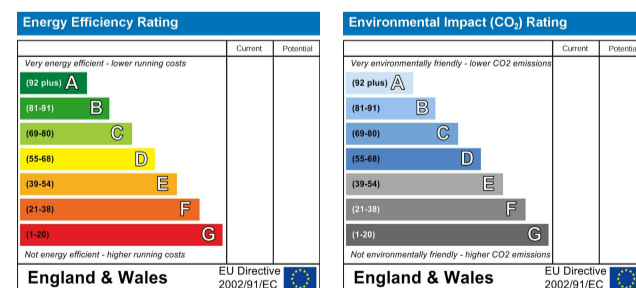 Energy Efficiency Rating
Current Potential
Very energy efficient - lower running costs
(92 plus) A
(81-91) B
(69-80) C
(55-68) D
(39-54) E
(21-38) F
(1-20) G
Not energy efficient - higher running costs
England & Wales
EU Directive
2002/91/EC
Environmental Impact (CO₂) Rating
Current Potential
Very environmentally friendly - lower CO2 emissions
(92 plus) A
(81-91) B
(69-80) C
(55-68) D
(39-54) E
(21-38) F
(1-20) G
Not environmentally friendly - higher CO2 emissions
England & Wales
EU Directive
2002/91/EC